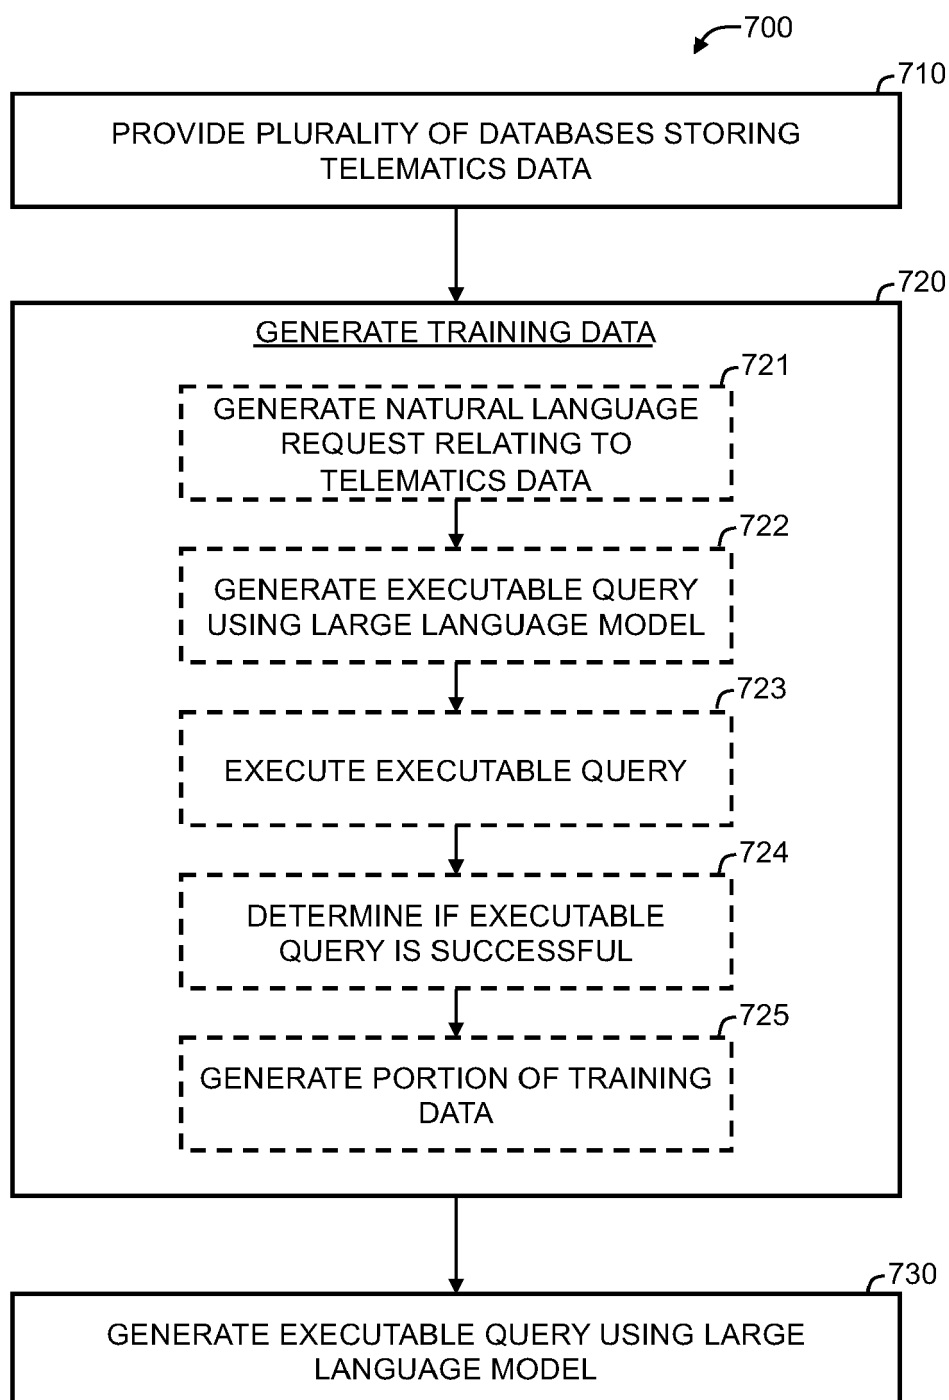 700
710
PROVIDE PLURALITY OF DATABASES STORING
TELEMATICS DATA
720
GENERATE TRAINING DATA
721
GENERATE NATURAL LANGUAGE
REQUEST RELATING TO
TELEMATICS DATA
722
GENERATE EXECUTABLE QUERY
USING LARGE LANGUAGE MODEL
723
EXECUTE EXECUTABLE QUERY
724
DETERMINE IF EXECUTABLE
QUERY IS SUCCESSFUL
725
GENERATE PORTION OF TRAINING
DATA
730
GENERATE EXECUTABLE QUERY USING LARGE
LANGUAGE MODEL